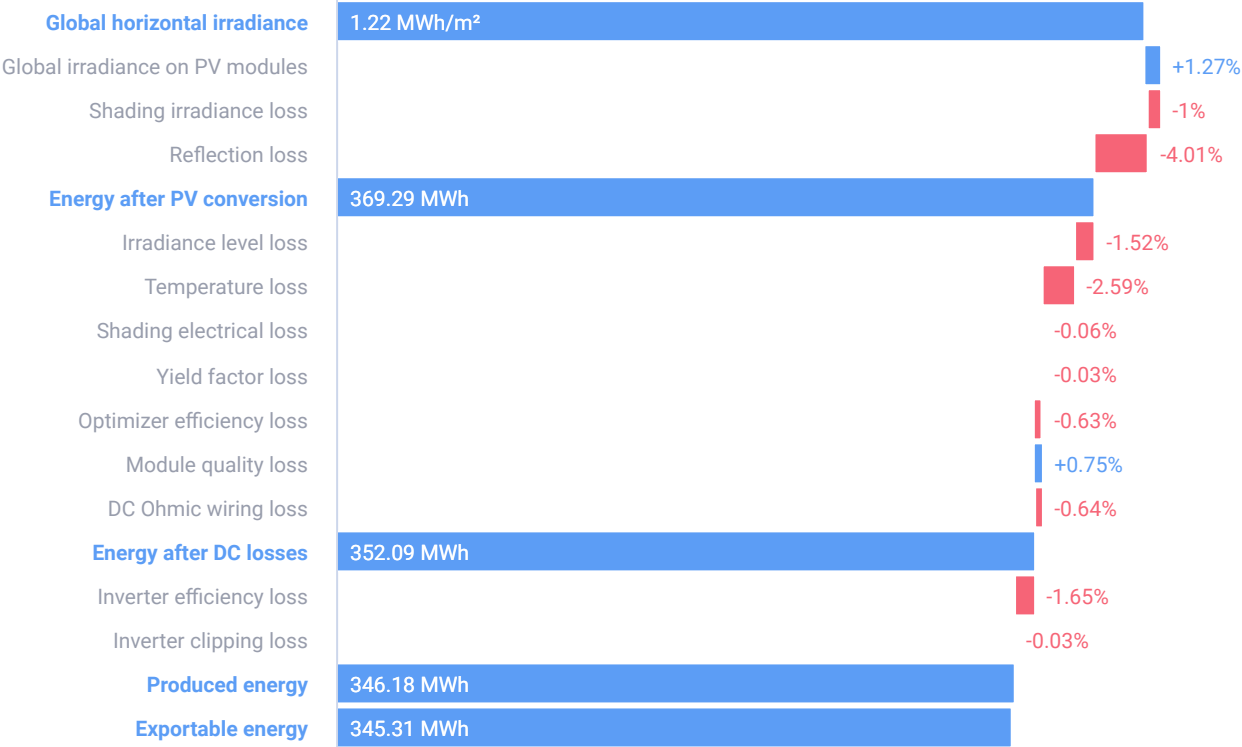 Global horizontal irradiance 1.22 MWh/m²
Global irradiance on PV modules +1.27%
Shading irradiance loss -1%
Reflection loss -4.01%
Energy after PV conversion 369.29 MWh
Irradiance level loss -1.52%
Temperature loss -2.59%
Shading electrical loss -0.06%
Yield factor loss -0.03%
Optimizer efficiency loss -0.63%
Module quality loss +0.75%
DC Ohmic wiring loss -0.64%
Energy after DC losses 352.09 MWh
Inverter efficiency loss -1.65%
Inverter clipping loss -0.03%
Produced energy 346.18 MWh
Exportable energy 345.31 MWh